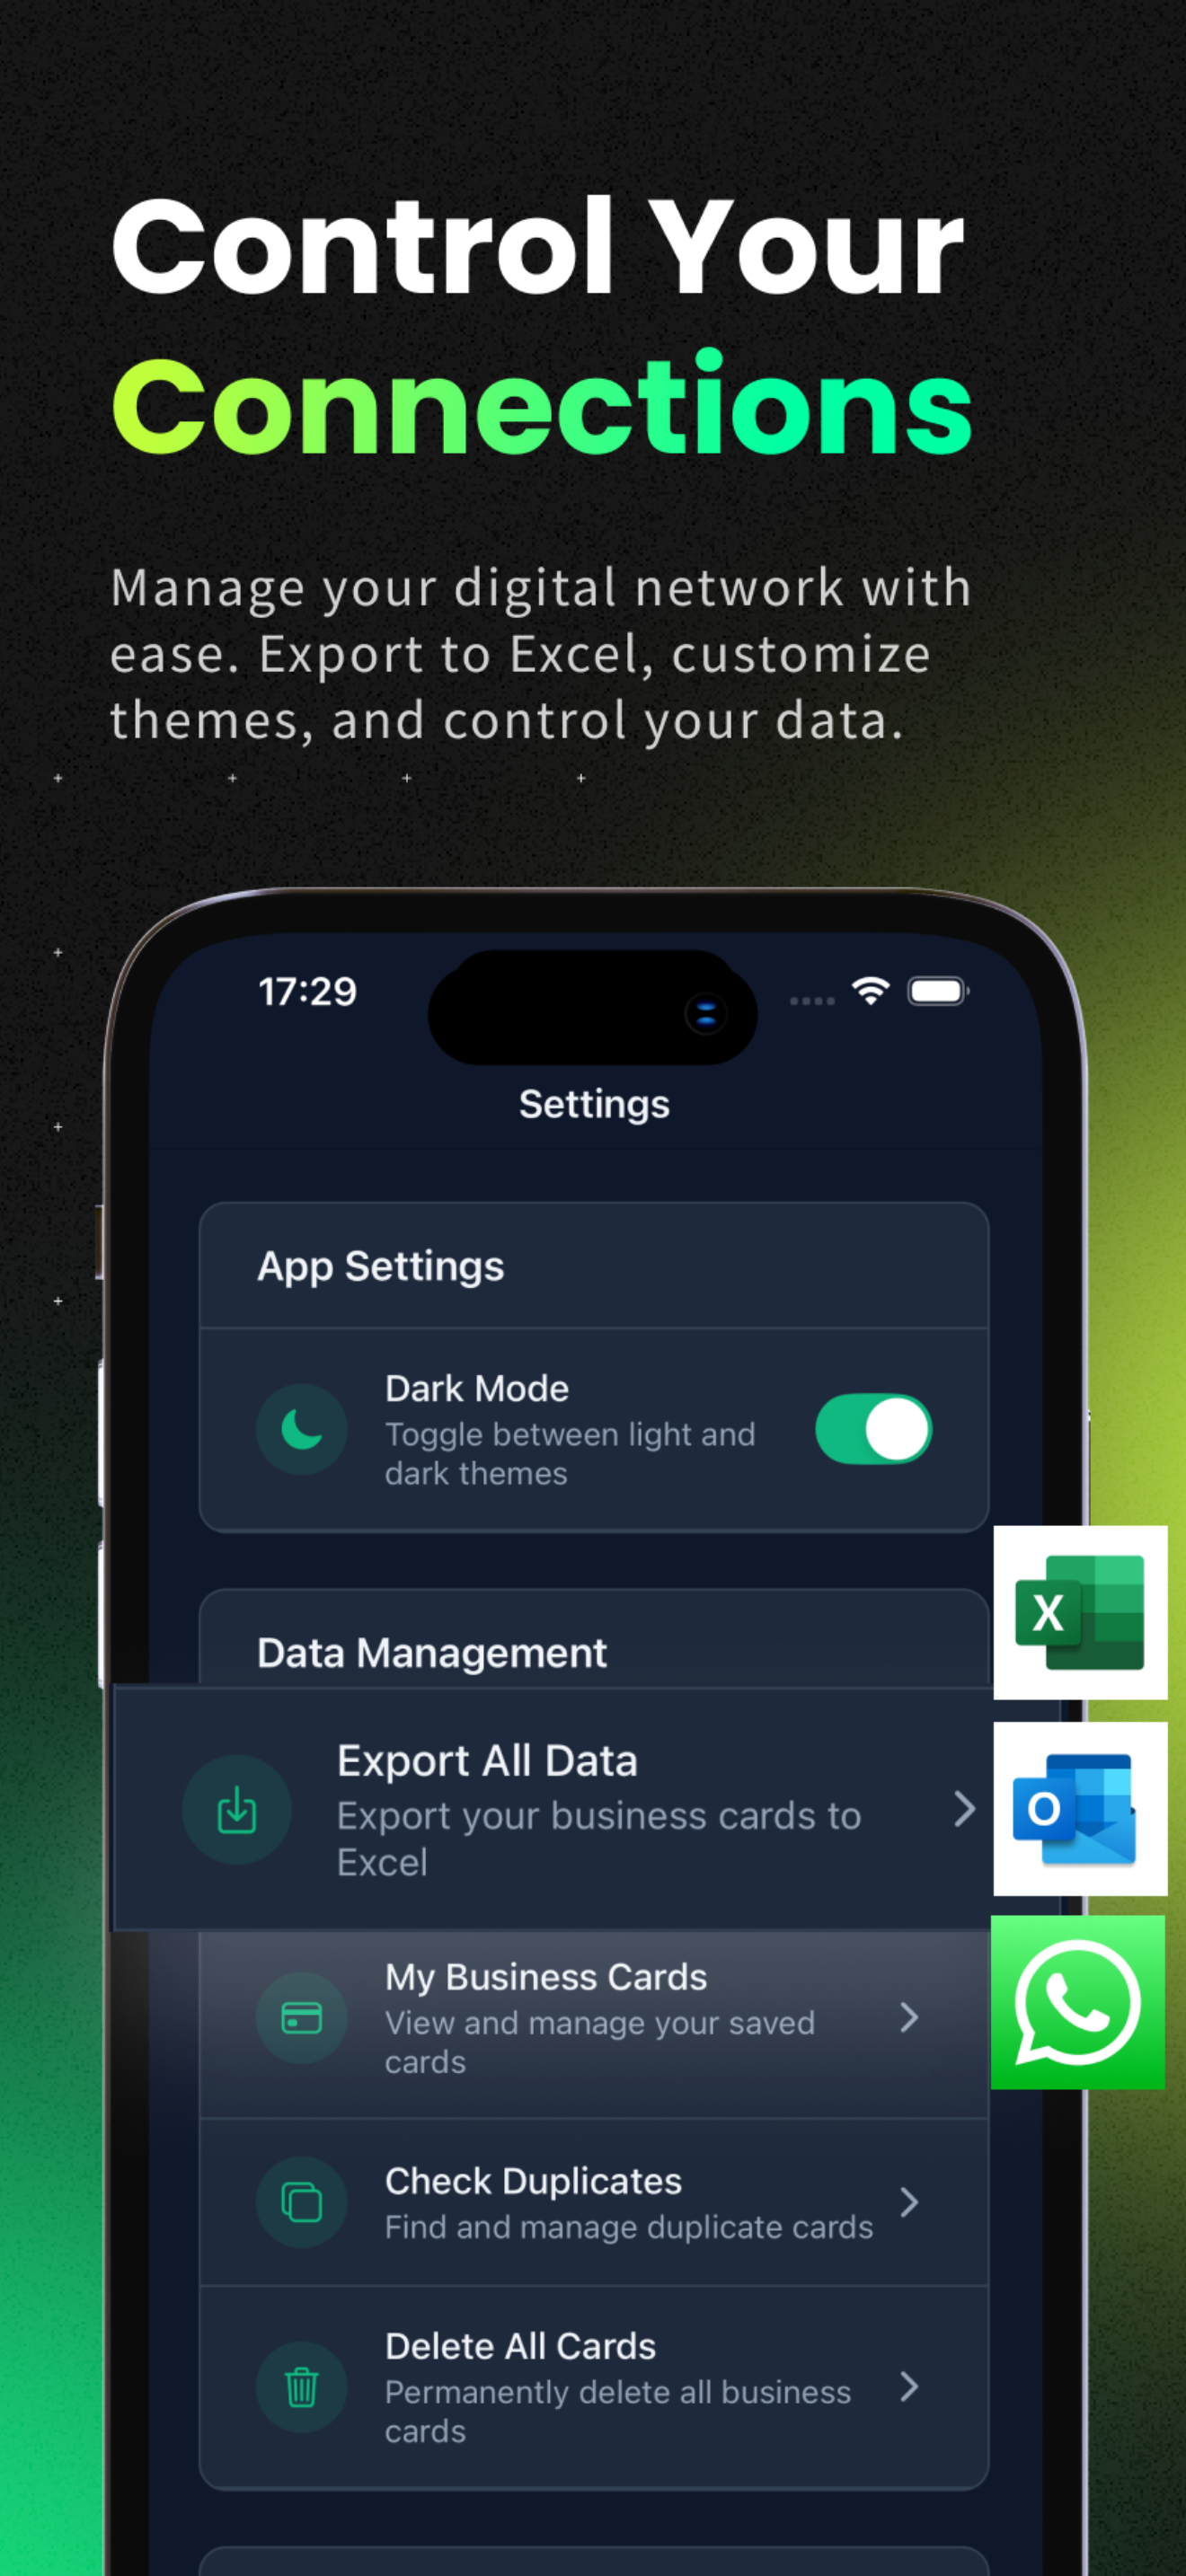 Control Your
Connections
Manage your digital network with
ease. Export to Excel, customize
themes, and control your data.
17:29
Settings
App Settings
Dark Mode
Toggle between light and
dark themes
Data Management
X
Export All Data
Export your business cards to
Excel
O
My Business Cards
View and manage your saved
cards
Check Duplicates
Find and manage duplicate cards
Delete All Cards
Permanently delete all business
cards